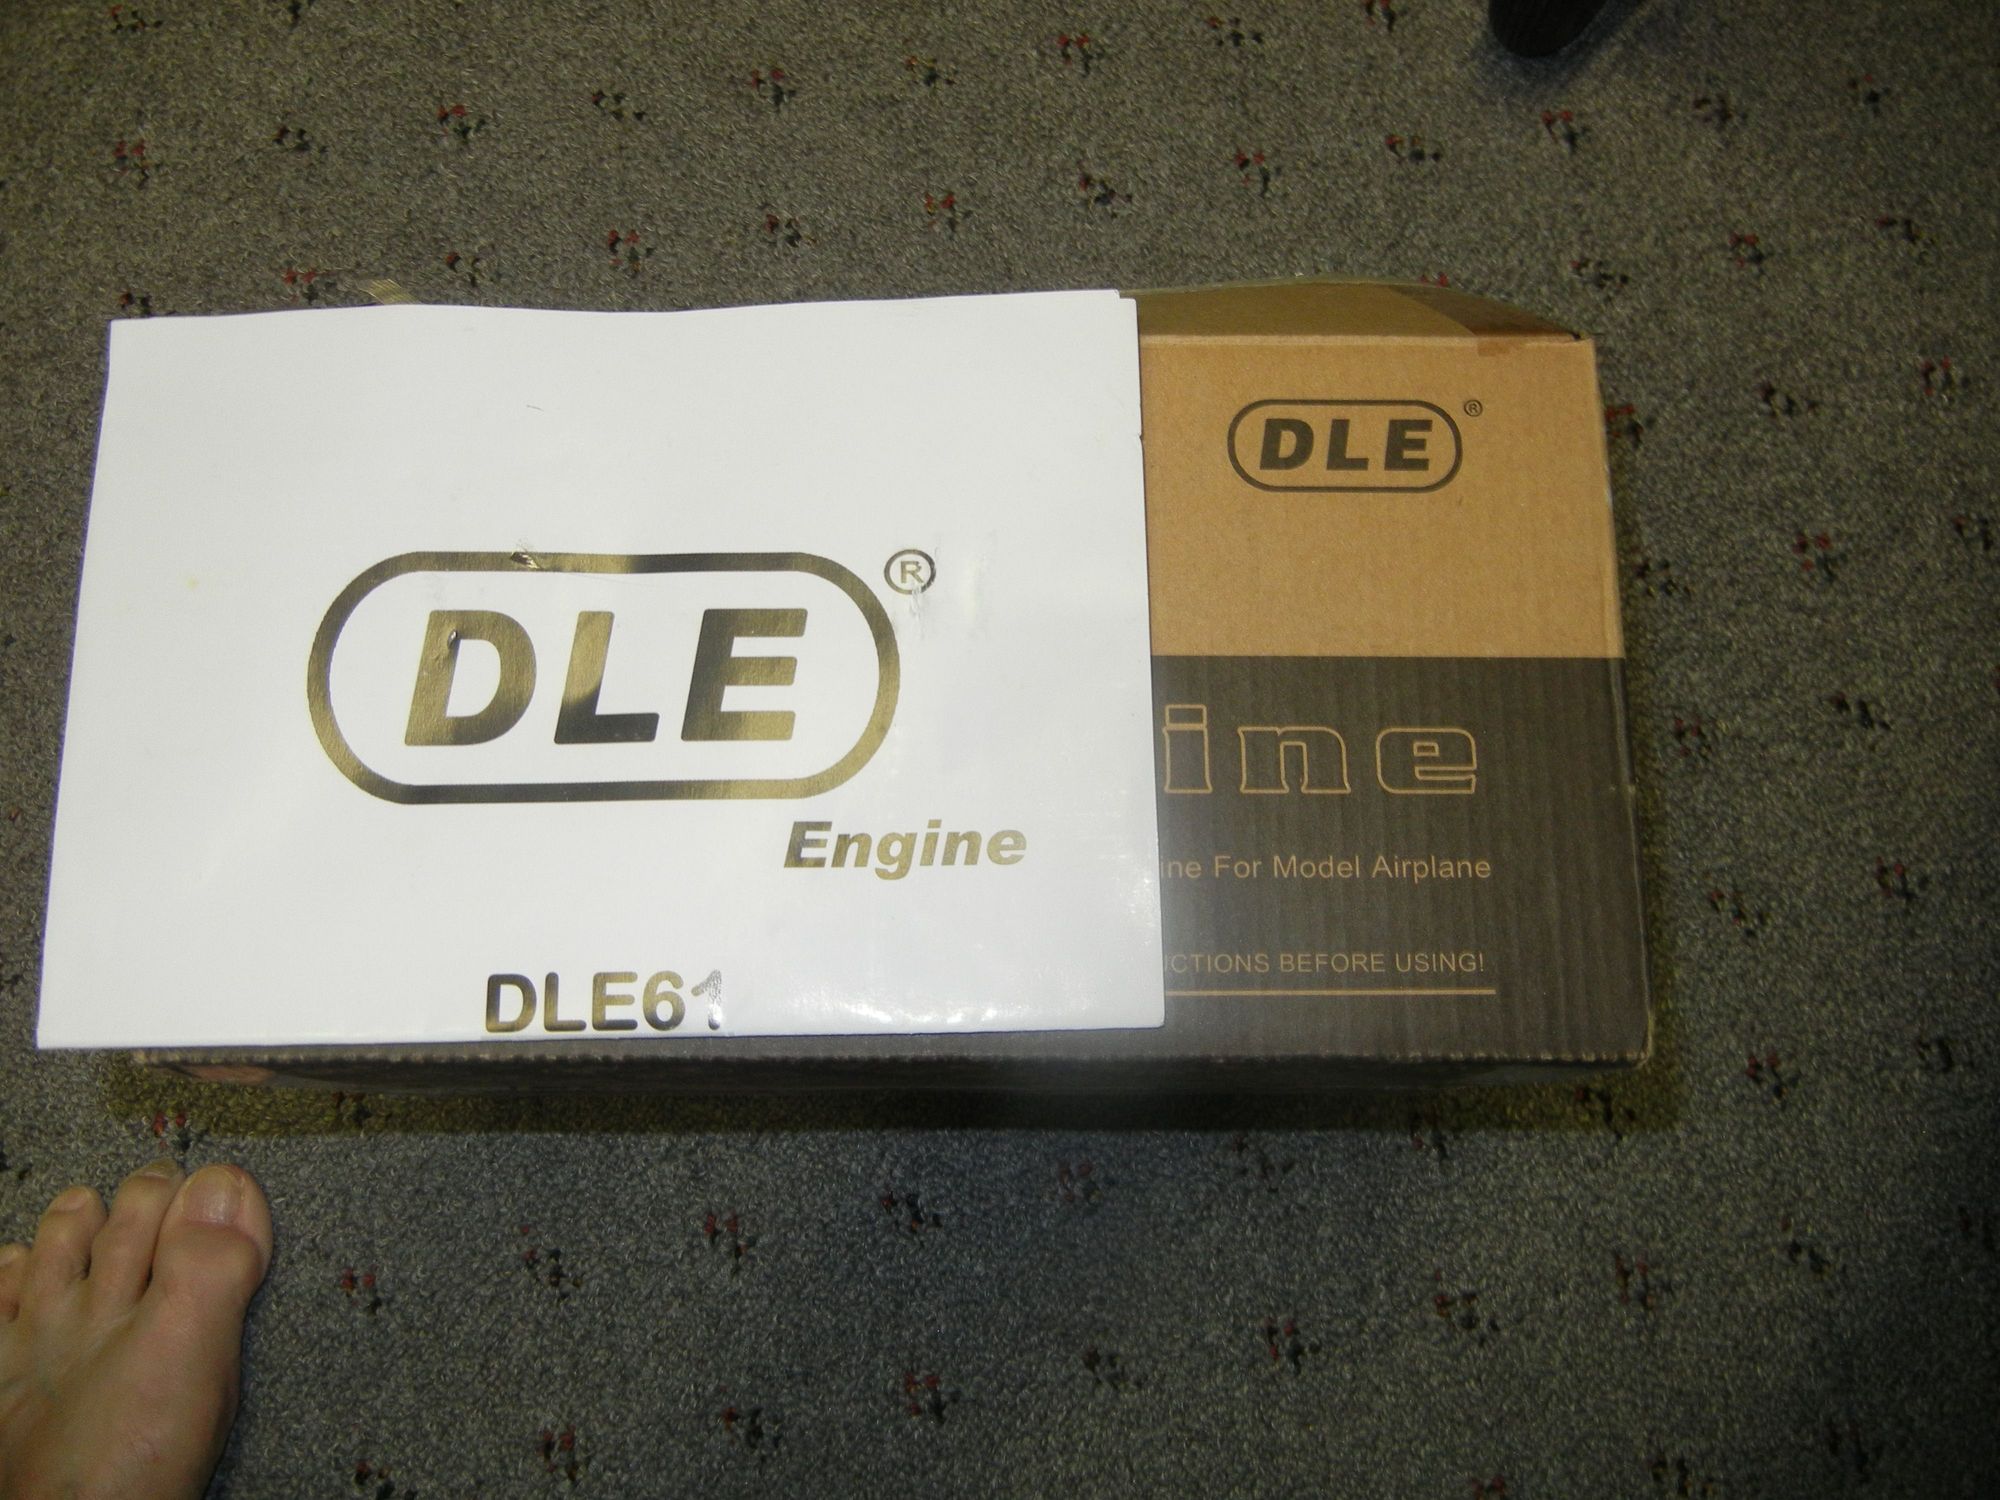 DLE®
Engine
DLE61
DLE®
ine
ine For Model Airplane
CTIONS BEFORE USING!